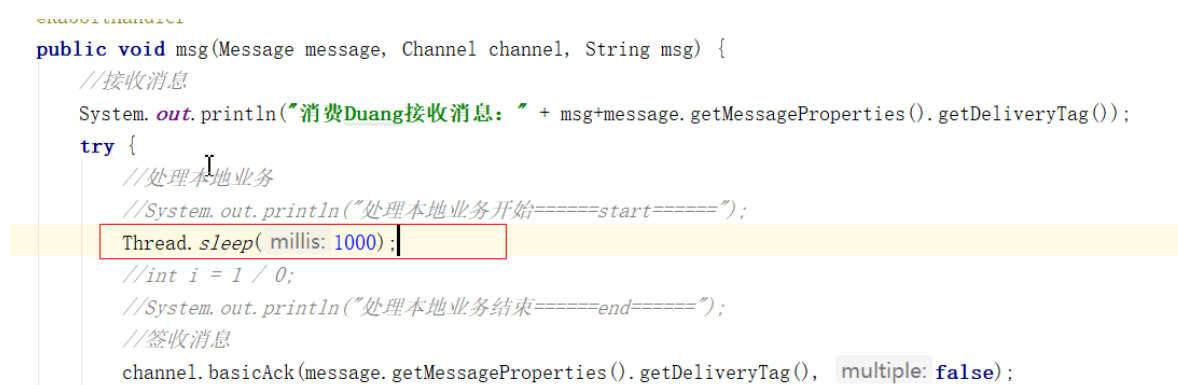 @RabbitHandler
public void msg(Message message, Channel channel, String msg) {
//接收消息
System.out.println("消费Duang接收消息：" + msg+message.getMessageProperties().getDeliveryTag());
try {
//处理本地业务
//System.out.println("处理本地业务开始======start======");
Thread.sleep( millis: 1000);
//int i = 1 / 0;
//System.out.println("处理本地业务结束======end======");
//签收消息
channel.basicAck(message.getMessageProperties().getDeliveryTag(), multiple: false);